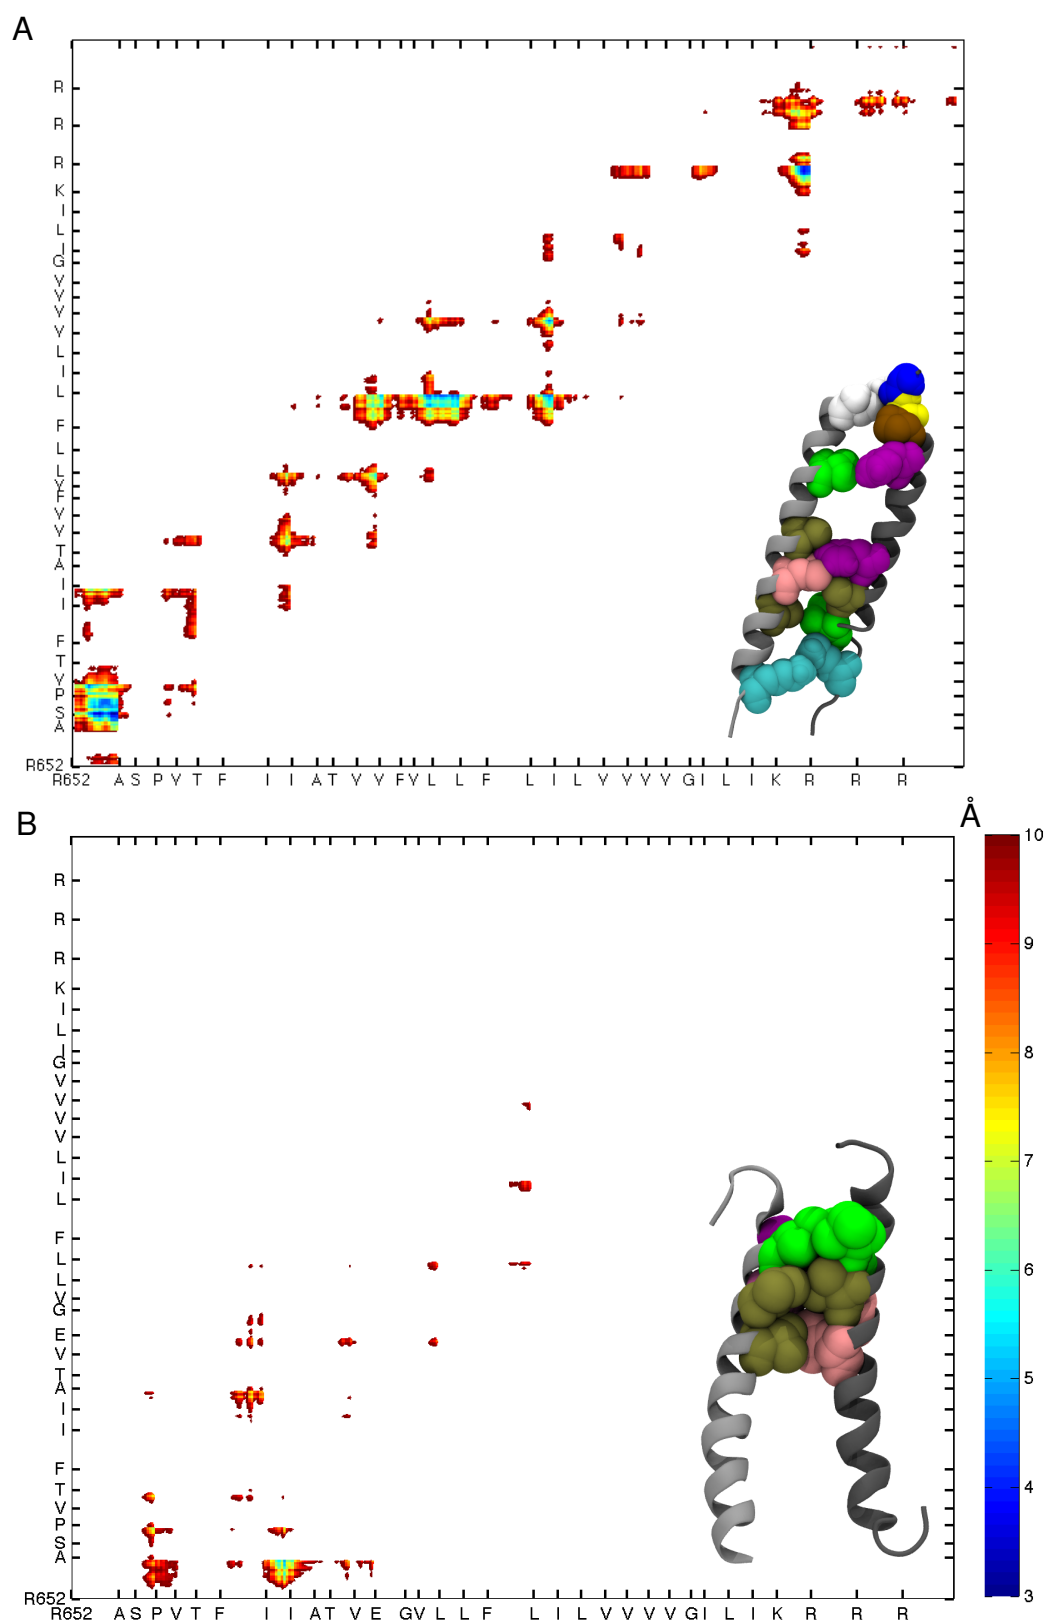 A
R
R
R
K
I
L
I
G
V
V
V
V
L
I
L
F
L
L
V
F
V
V
T
A
I
I
F
T
V
P
S
A
R652
R652 A S P V T F I I A T V V F V L L F L I L V V V V G I L I K R R R
B
Å
R
R
R
K
I
L
I
G
V
V
V
V
L
I
L
F
L
L
V
G
E
V
T
A
I
I
F
T
V
P
S
A
R652
R652 A S P V T F I I A T V E G V L L F L I L V V V V G I L I K R R R
10
9
8
7
6
5
4
3